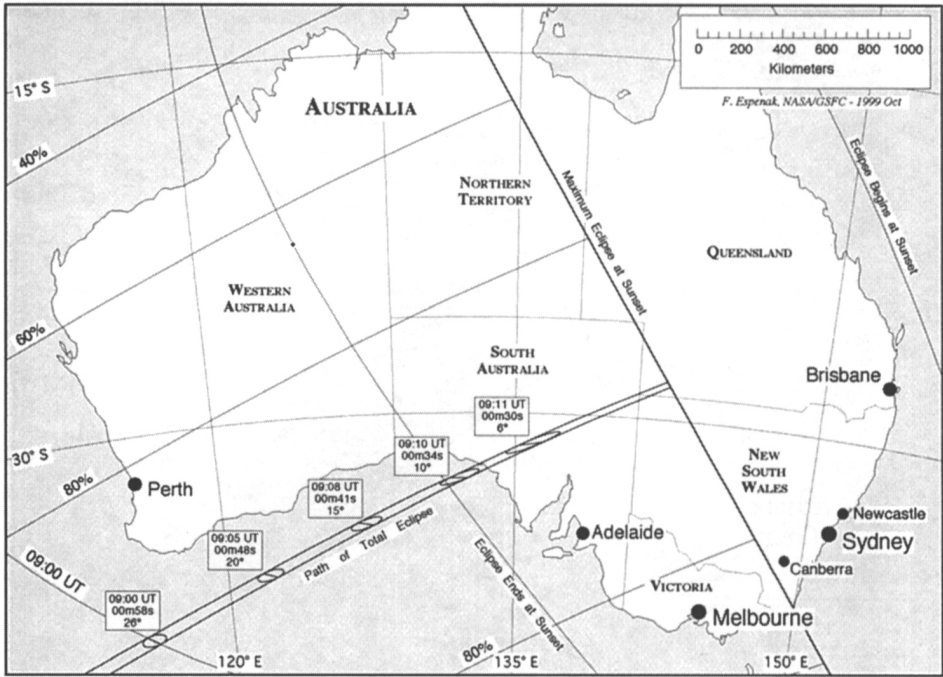 0 200 400 600 800 1000
Kilometers
F. Espenak, NASA/GSFC - 1999 Oct
15° S
AUSTRALIA
40%
Eclipse Begins at Sunset
NORTHERN
TERRITORY
Maximum Eclipse at Sunset
QUEENSLAND
WESTERN
AUSTRALIA
60%
SOUTH
AUSTRALIA
Brisbane
09:11 UT
00m30s
6°
09:10 UT
00m34s
10°
30° S
80%
Perth
09:08 UT
00m41s
15°
NEW
SOUTH
WALES
Newcastle
Sydney
Adelaide
09:05 UT
00m48s
20°
Path of Total Eclipse
Eclipse Ends at Sunset
Canberra
09:00 UT
09:00 UT
00m58s
26°
VICTORIA
Melbourne
80%
120° E
135° E
150° E